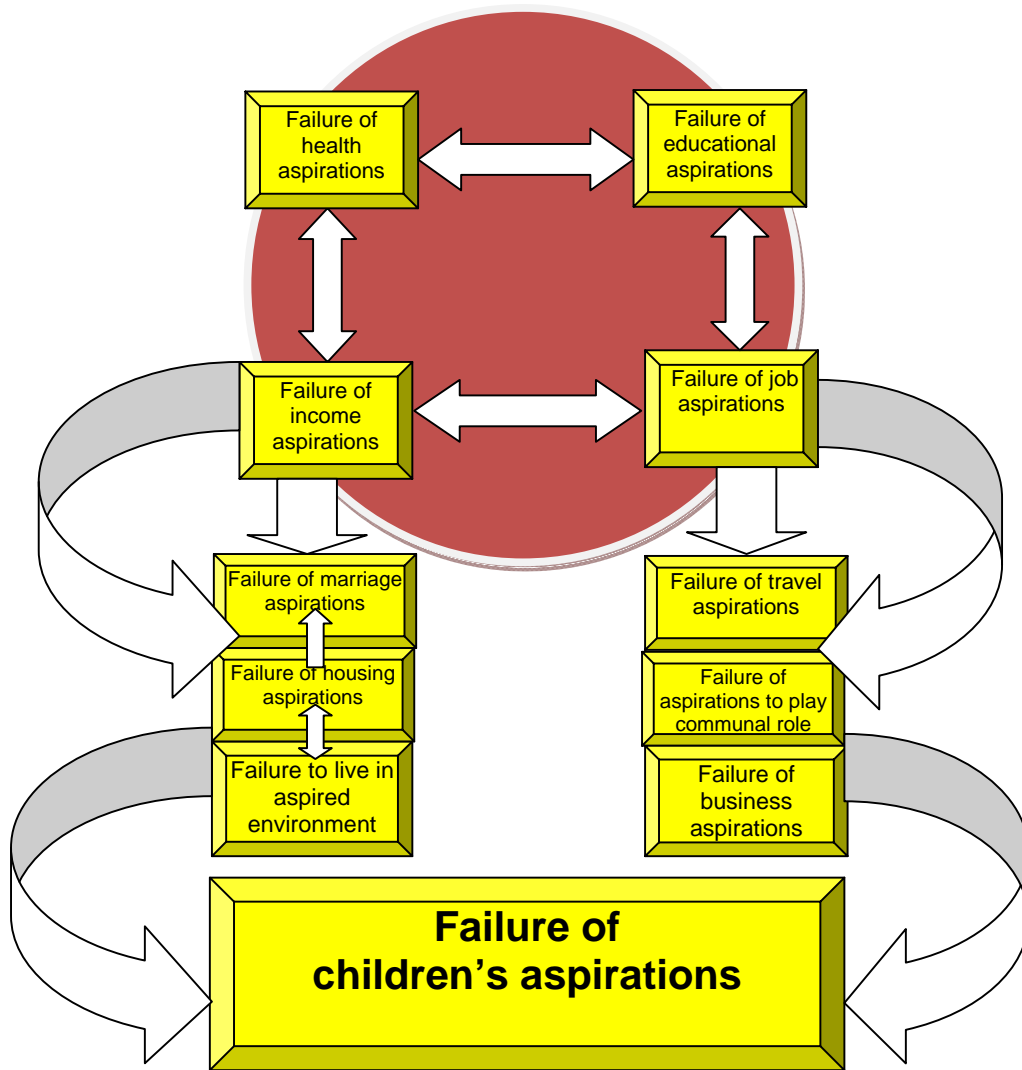 Failure of
health
aspirations
Failure of
educational
aspirations
Failure of
income
aspirations
Failure of job
aspirations
Failure of marriage
aspirations
Failure of travel
aspirations
Failure of housing
aspirations
Failure of
aspirations to play
communal role
Failure to live in
aspired
environment
Failure of
business
aspirations
Failure of
children’s aspirations